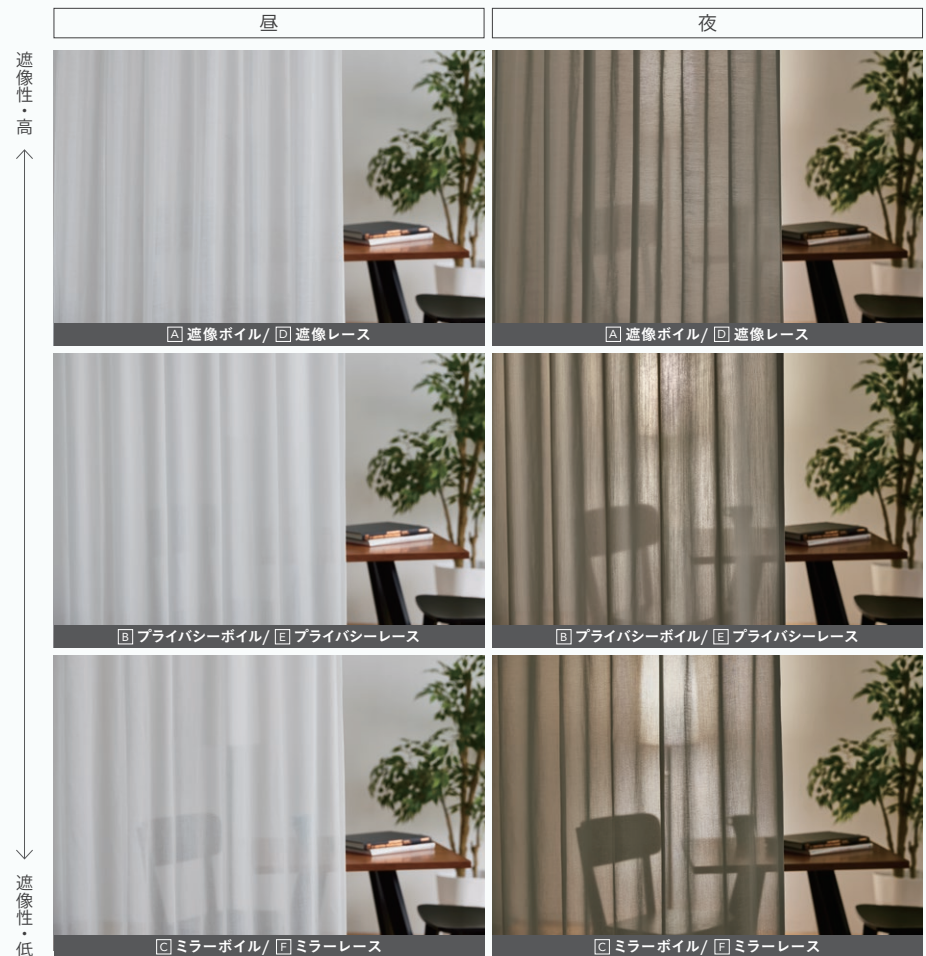 昼
夜
遮像性・高
A 遮像ボイル/ D 遮像レース
A 遮像ボイル/ D 遮像レース
B プライバシーボイル/ E プライバシーレース
B プライバシーボイル/ E プライバシーレース
C ミラーボイル/ F ミラーレース
C ミラーボイル/ F ミラーレース
遮像性・低